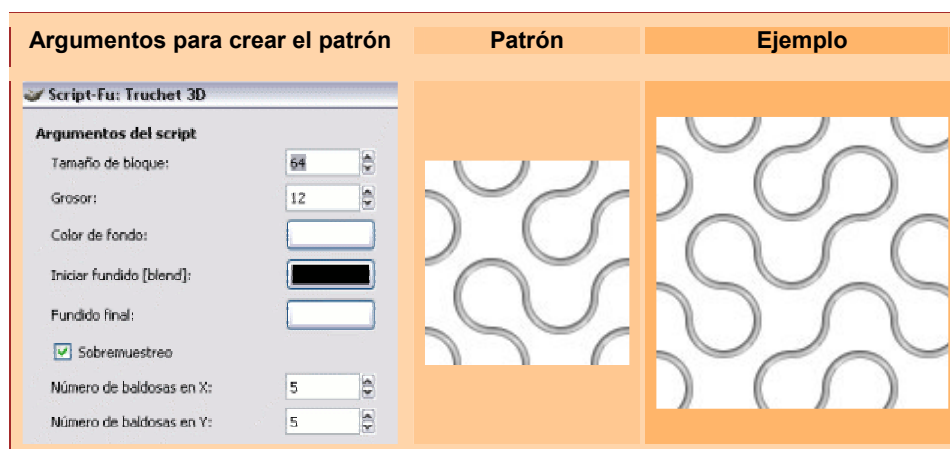 Argumentos para crear el patrón
Patrón
Ejemplo
Script-Fu: Truchet 3D
Argumentos del script
Tamaño de bloque: 64
Grosor: 12
Color de fondo:
Iniciar fundido [blend]:
Fundido final:
Sobremuestreo
Número de baldosas en X: 5
Número de baldosas en Y: 5